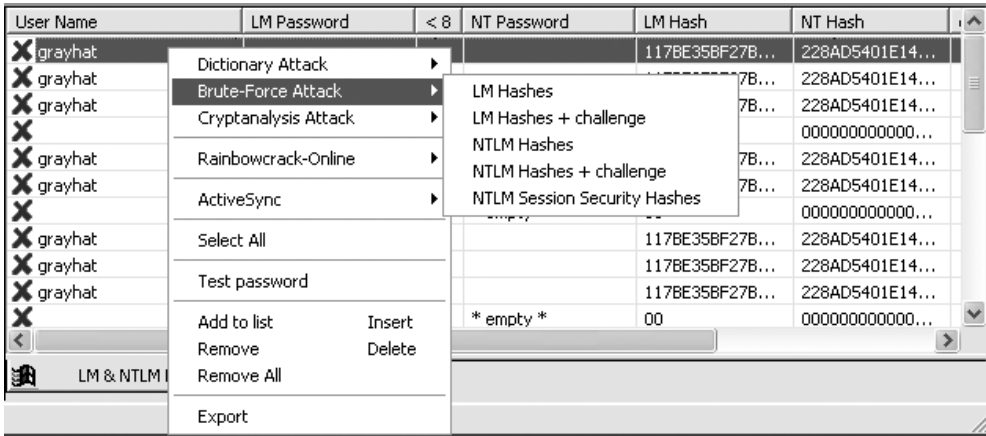 User Name LM Password < 8 NT Password LM Hash NT Hash
grayhat 117BE35BF27B... 228AD5401E14...
grayhat Dictionary Attack 228AD5401E14...
grayhat Brute-Force Attack LM Hashes 7B... 228AD5401E14...
Cryptanalysis Attack LM Hashes + challenge 000000000000...
grayhat Rainbowcrack-Online NTLM Hashes 7B... 228AD5401E14...
grayhat NTLM Hashes + challenge 7B... 228AD5401E14...
ActiveSync NTLM Session Security Hashes 000000000000...
grayhat Select All 117BE35BF27B... 228AD5401E14...
grayhat Test password 117BE35BF27B... 228AD5401E14...
grayhat 117BE35BF27B... 228AD5401E14...
Add to list Insert * empty * 00 000000000000...
Remove Delete
LM & NTLM Remove All
Export